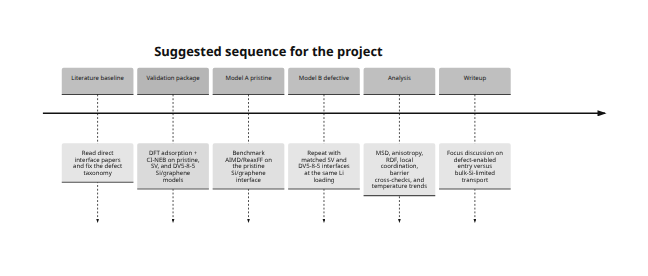 Suggested sequence for the project
Literature baseline
Validation package
Model A pristine
Model B defective
Analysis
Writeup
Read direct
interface papers
and fix the defect
taxonomy
DFT adsorption +
CI-NEB on pristine,
SV, and DV5-8-5
Si/graphene
models
Benchmark
AIMD/ReaxFF on
the pristine
Si/graphene
interface
Repeat with
matched SV and
DV5-8-5 interfaces
at the same Li
loading
MSD, anisotropy,
RDF, local
coordination,
barrier
cross-checks, and
temperature trends
Focus discussion on
defect-enabled
entry versus
bulk-Si-limited
transport